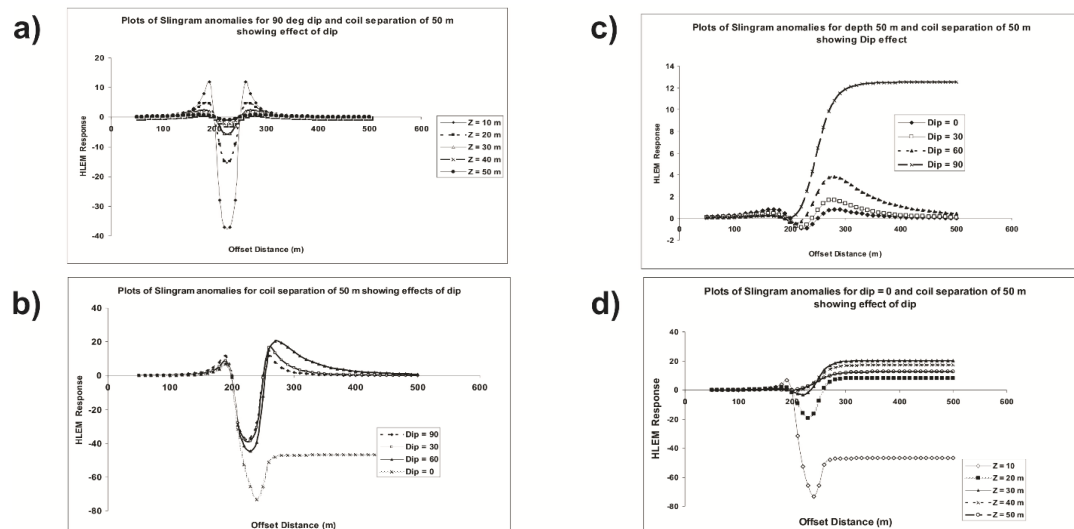 a)
Plots of Slingram anomalies for 90 deg dip and coil separation of 50 m
showing effect of dip
20
10
0
-10
-20
-30
-40
0
100
200
300
400
500
600
HLEM Response
Offset Distance (m)
Z = 10 m
Z = 20 m
Z = 30 m
Z = 40 m
Z = 50 m
c)
Plots of Slingram anomalies for depth 50 m and coil separation of 50 m
showing Dip effect
14
12
10
8
6
4
2
0
-2
0
200
400
600
HLEM Response
Offset Distance (m)
Dip = 0
Dip = 30
Dip = 60
Dip = 90
b)
Plots of Slingram anomalies for coil separation of 50 m showing effects of dip
40
20
0
-20
-40
-60
-80
0
100
200
300
400
500
600
HLEM Response
Offset Distance (m)
Dip = 90
Dip = 30
Dip = 60
Dip = 0
d)
Plots of Slingram anomalies for dip = 0 and coil separation of 50 m
showing effect of dip
40
20
0
-20
-40
-60
-80
0
200
400
600
HLEM Response
Offset Distance (m)
Z = 10
Z = 20 m
Z = 30 m
Z = 40 m
Z = 50 m